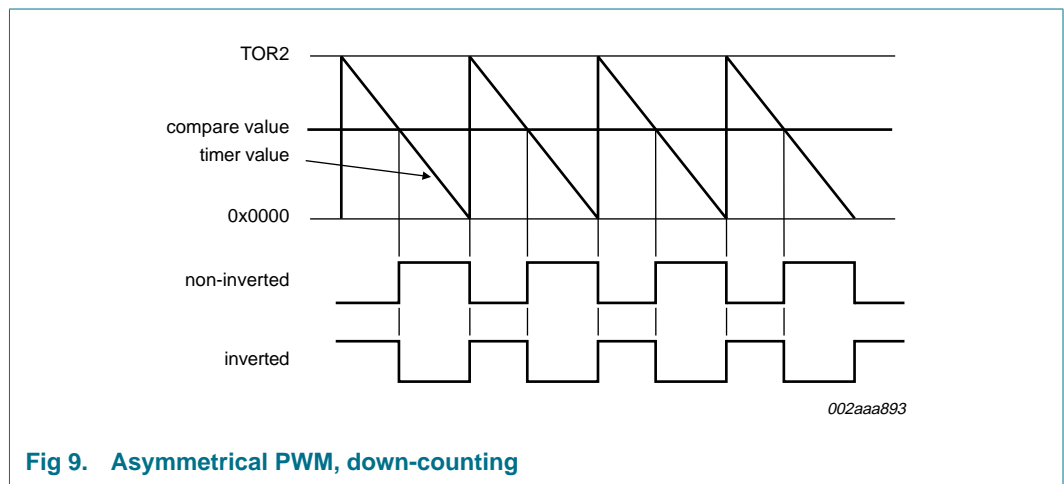 TOR2
compare value
timer value
0x0000
non-inverted
inverted
002aaa893
Fig 9. Asymmetrical PWM, down-counting